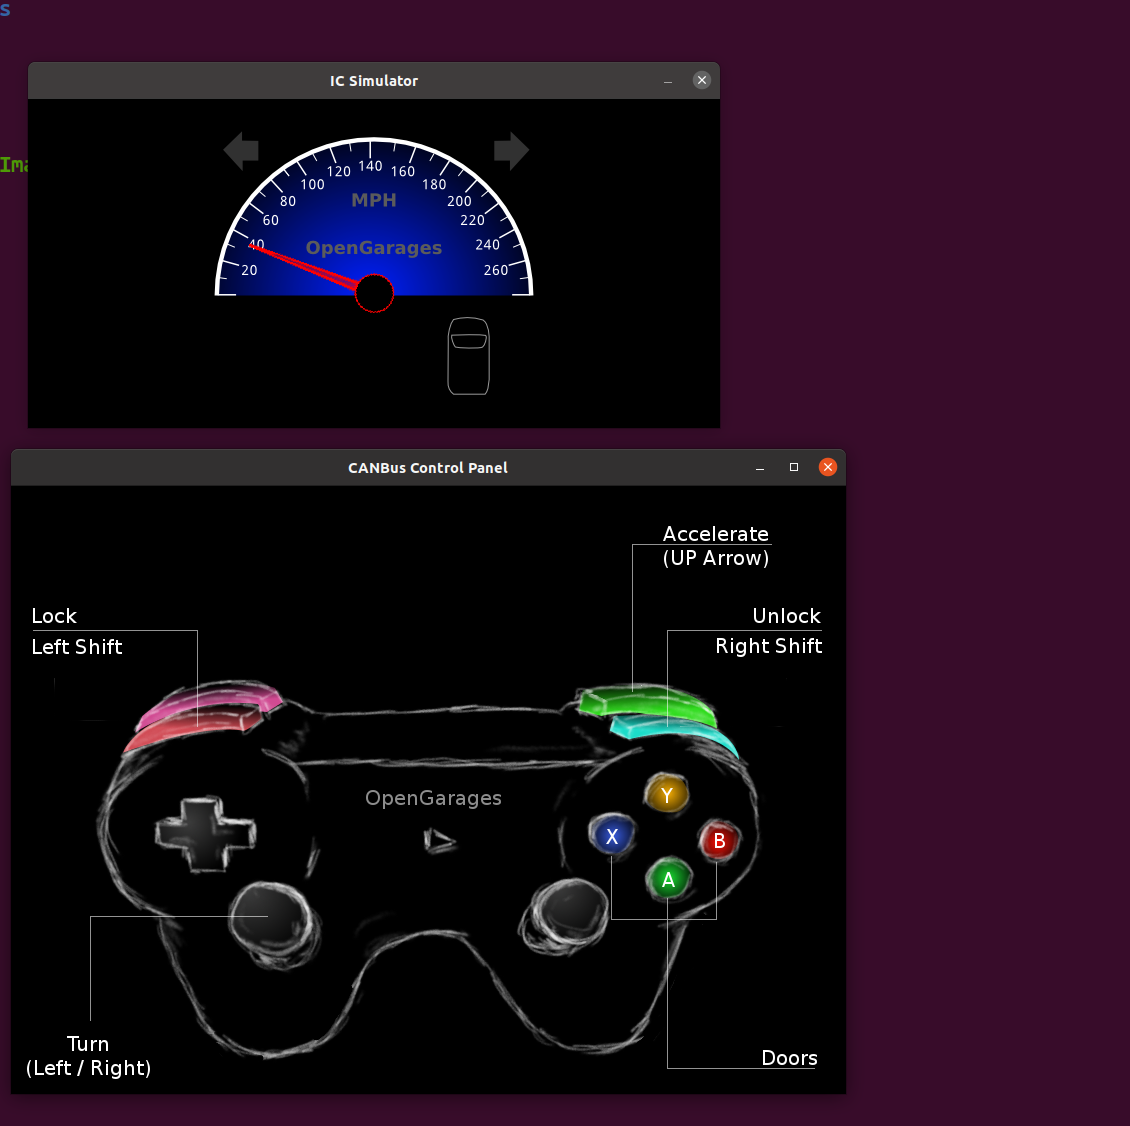 s
IC Simulator
Ima
20
40
60
80
100
120
140
160
180
200
220
240
260
MPH
OpenGarages
CANBus Control Panel
Accelerate
(UP Arrow)
Lock
Left Shift
Unlock
Right Shift
OpenGarages
Y
X
B
A
Turn
(Left / Right)
Doors